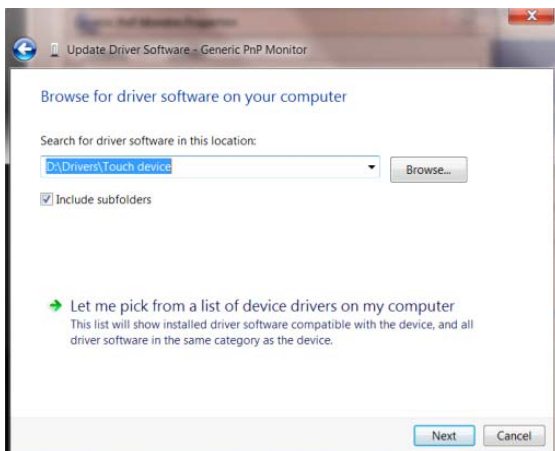 Update Driver Software - Generic PnP Monitor
Browse for driver software on your computer
Search for driver software in this location:
D:\Drivers\Touch device
Browse...
Include subfolders
Let me pick from a list of device drivers on my computer
This list will show installed driver software compatible with the device, and all
driver software in the same category as the device.
Next
Cancel